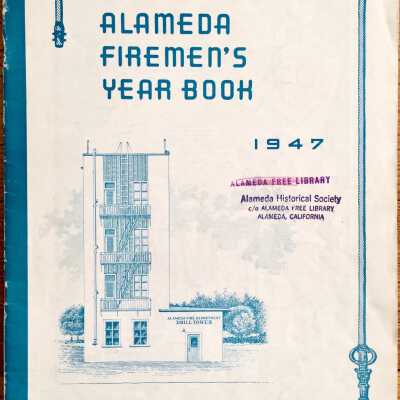 ALAMEDA
FIREMEN'S
YEAR BOOK
1947
ALAMEDA FREE LIBRARY
Alameda Historical Society
c/o ALAMEDA FREE LIBRARY
ALAMEDA, CALIFORNIA
ALAMEDA FIRE DEPARTMENT
DRILL TOWER